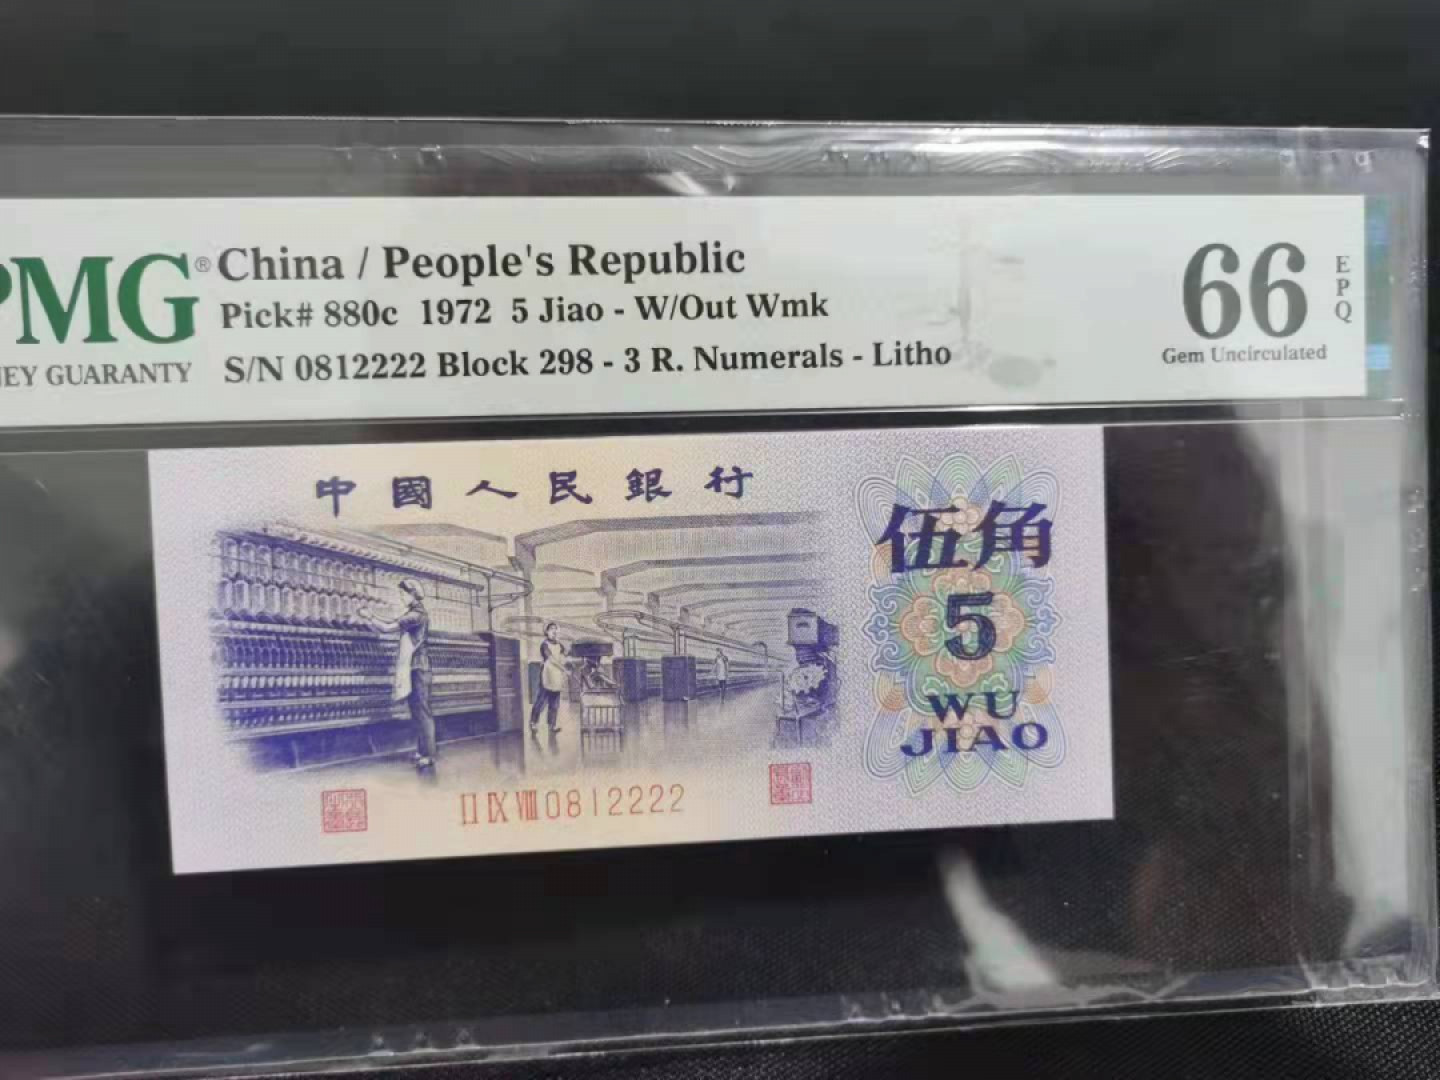 PMG®
China / People's Republic
Pick# 880c 1972 5 Jiao - W/Out Wmk
S/N 0812222 Block 298 - 3 R. Numerals - Litho
GUARANTY
66
EPQ
Gem Uncirculated
中國人民銀行
伍角
5
WU
JIAO
II IX VIII 0812222